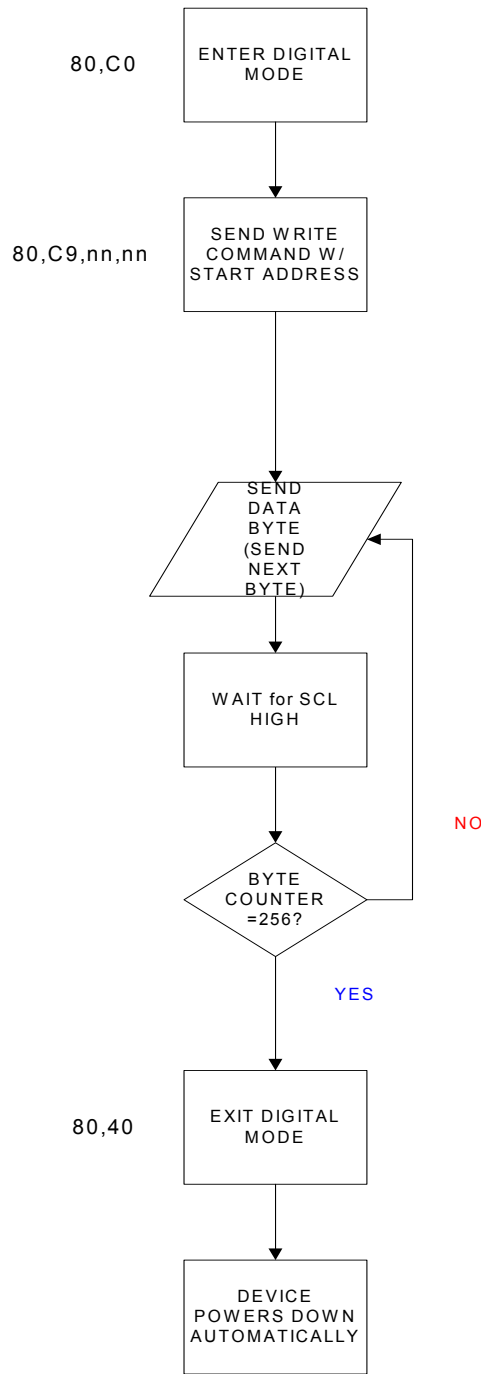 80,C0
ENTER DIGITAL
MODE
80,C9,nn,nn
SEND WRITE
COMMAND W/
START ADDRESS
SEND
DATA
BYTE
(SEND
NEXT
BYTE)
WAIT for SCL
HIGH
NO
BYTE
COUNTER
=256?
YES
80,40
EXIT DIGITAL
MODE
DEVICE
POWERS DOWN
AUTOMATICALLY